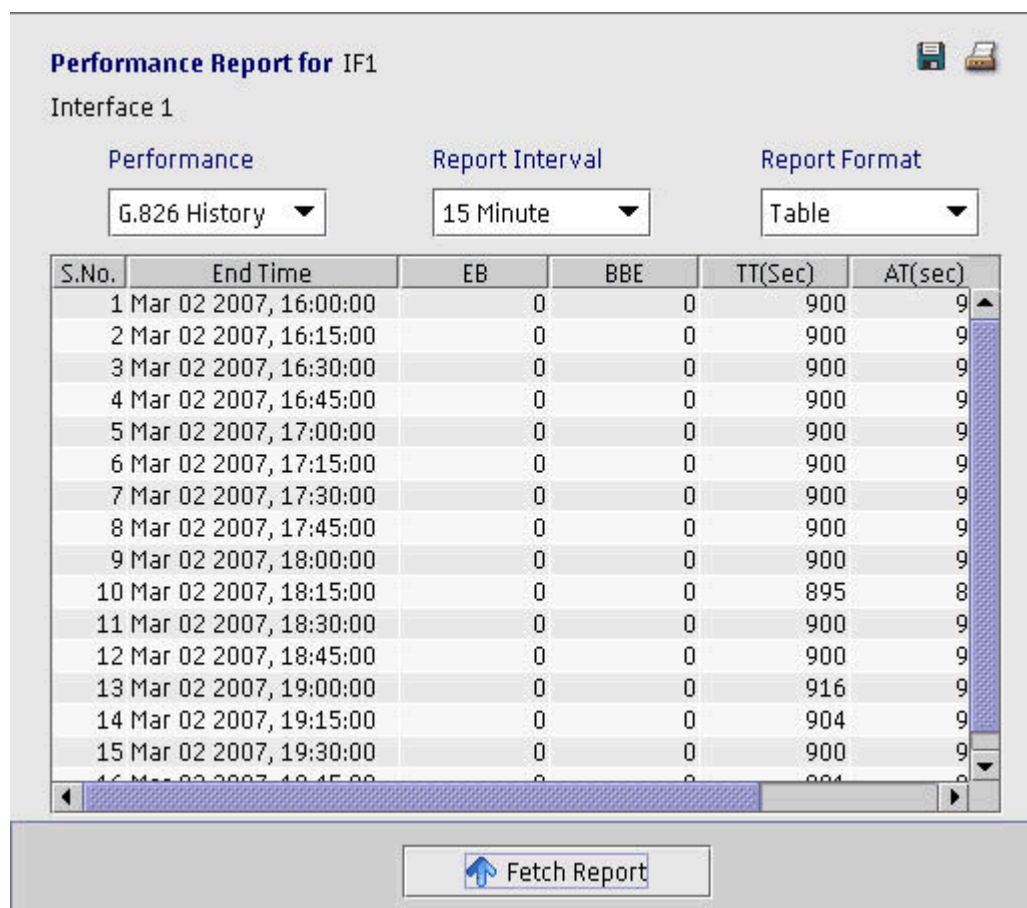 Performance Report for IF1
Interface 1
Performance Report Interval Report Format
G.826 History 15 Minute Table
S.No. End Time EB BBE TT(Sec) AT(sec)
1 Mar 02 2007, 16:00:00 0 0 900 9
2 Mar 02 2007, 16:15:00 0 0 900 9
3 Mar 02 2007, 16:30:00 0 0 900 9
4 Mar 02 2007, 16:45:00 0 0 900 9
5 Mar 02 2007, 17:00:00 0 0 900 9
6 Mar 02 2007, 17:15:00 0 0 900 9
7 Mar 02 2007, 17:30:00 0 0 900 9
8 Mar 02 2007, 17:45:00 0 0 900 9
9 Mar 02 2007, 18:00:00 0 0 900 9
10 Mar 02 2007, 18:15:00 0 0 895 8
11 Mar 02 2007, 18:30:00 0 0 900 9
12 Mar 02 2007, 18:45:00 0 0 900 9
13 Mar 02 2007, 19:00:00 0 0 916 9
14 Mar 02 2007, 19:15:00 0 0 904 9
15 Mar 02 2007, 19:30:00 0 0 900 9
Fetch Report